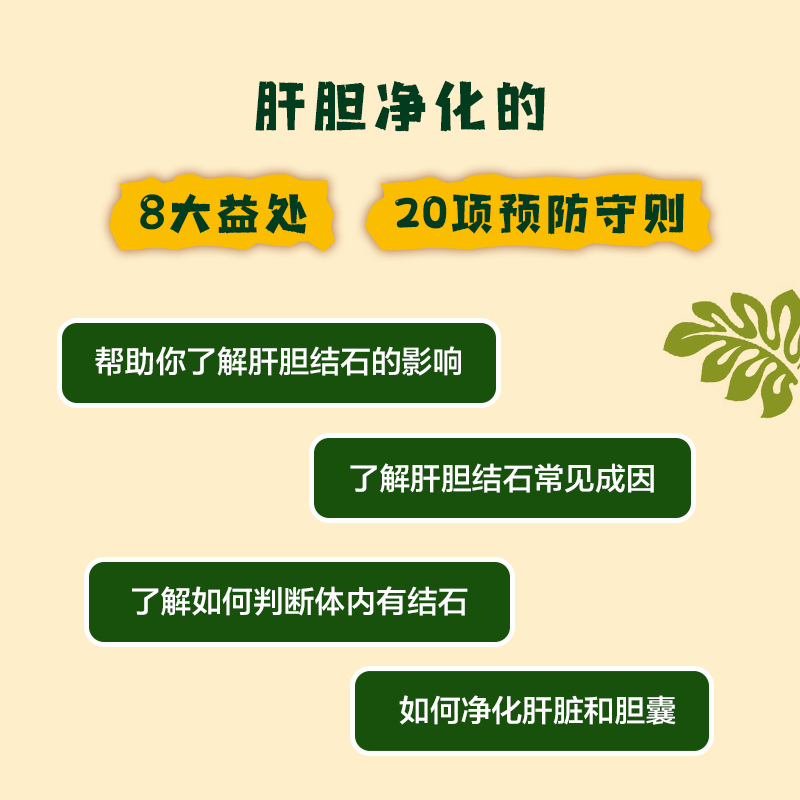 肝胆净化的
8大益处 20项预防守则
帮助你了解肝胆结石的影响
了解肝胆结石常见成因
了解如何判断体内有结石
如何净化肝脏和胆囊